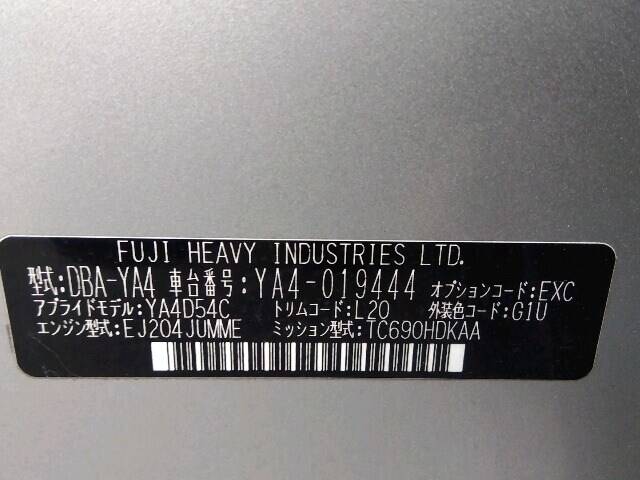 FUJI HEAVY INDUSTRIES LTD.
型式:DBA-YA4 車台番号:YA4-019444 オプションコード:EXC
アプライドモデル:YA4D54C トリムコード:L20 外装色コード:G1U
エンジン型式:EJ204JUMME ミッション型式:TC690HDKAA